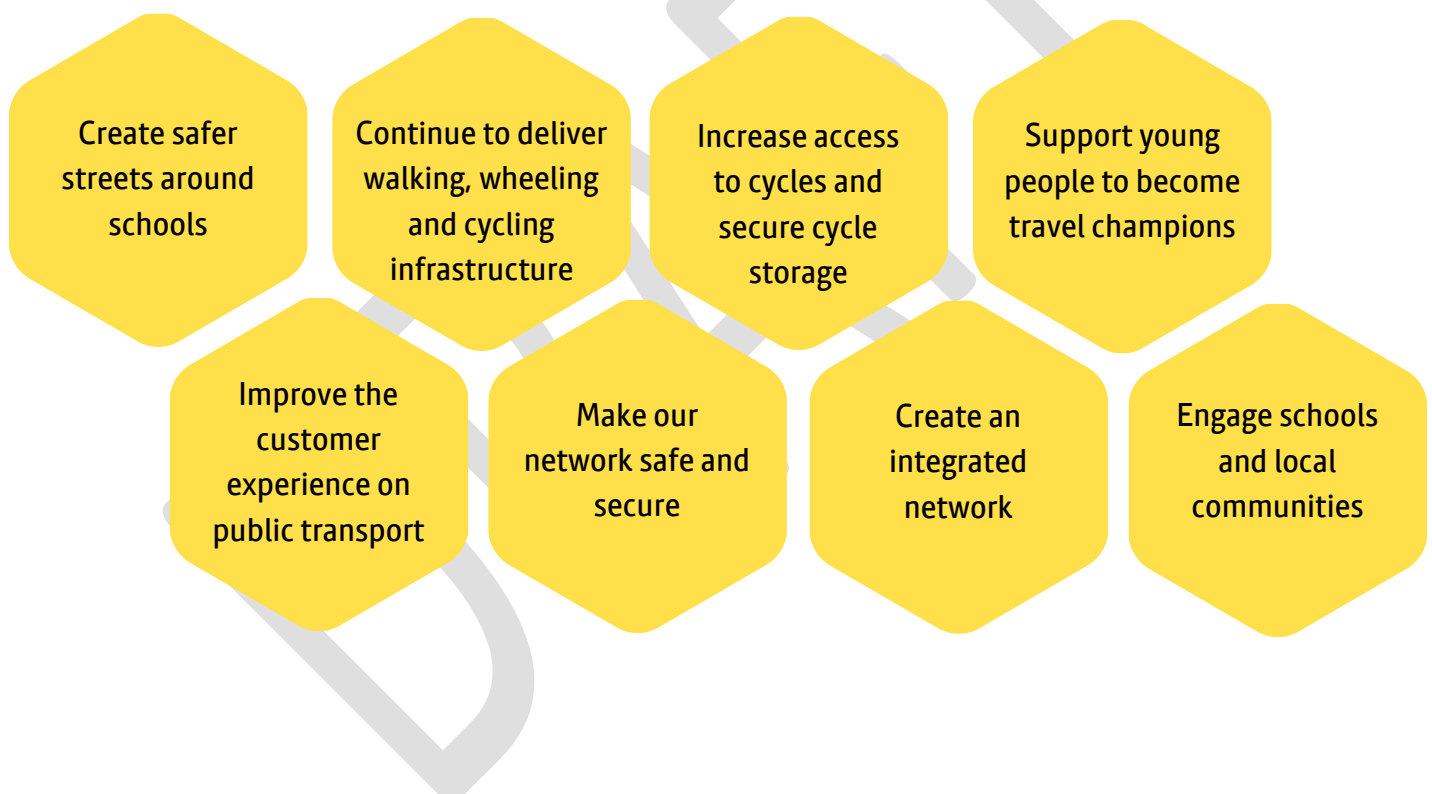 Create safer
streets around
schools
Continue to deliver
walking, wheeling
and cycling
infrastructure
Increase access
to cycles and
secure cycle
storage
Support young
people to become
travel champions
Improve the
customer
experience on
public transport
Make our
network safe and
secure
Create an
integrated
network
Engage schools
and local
communities